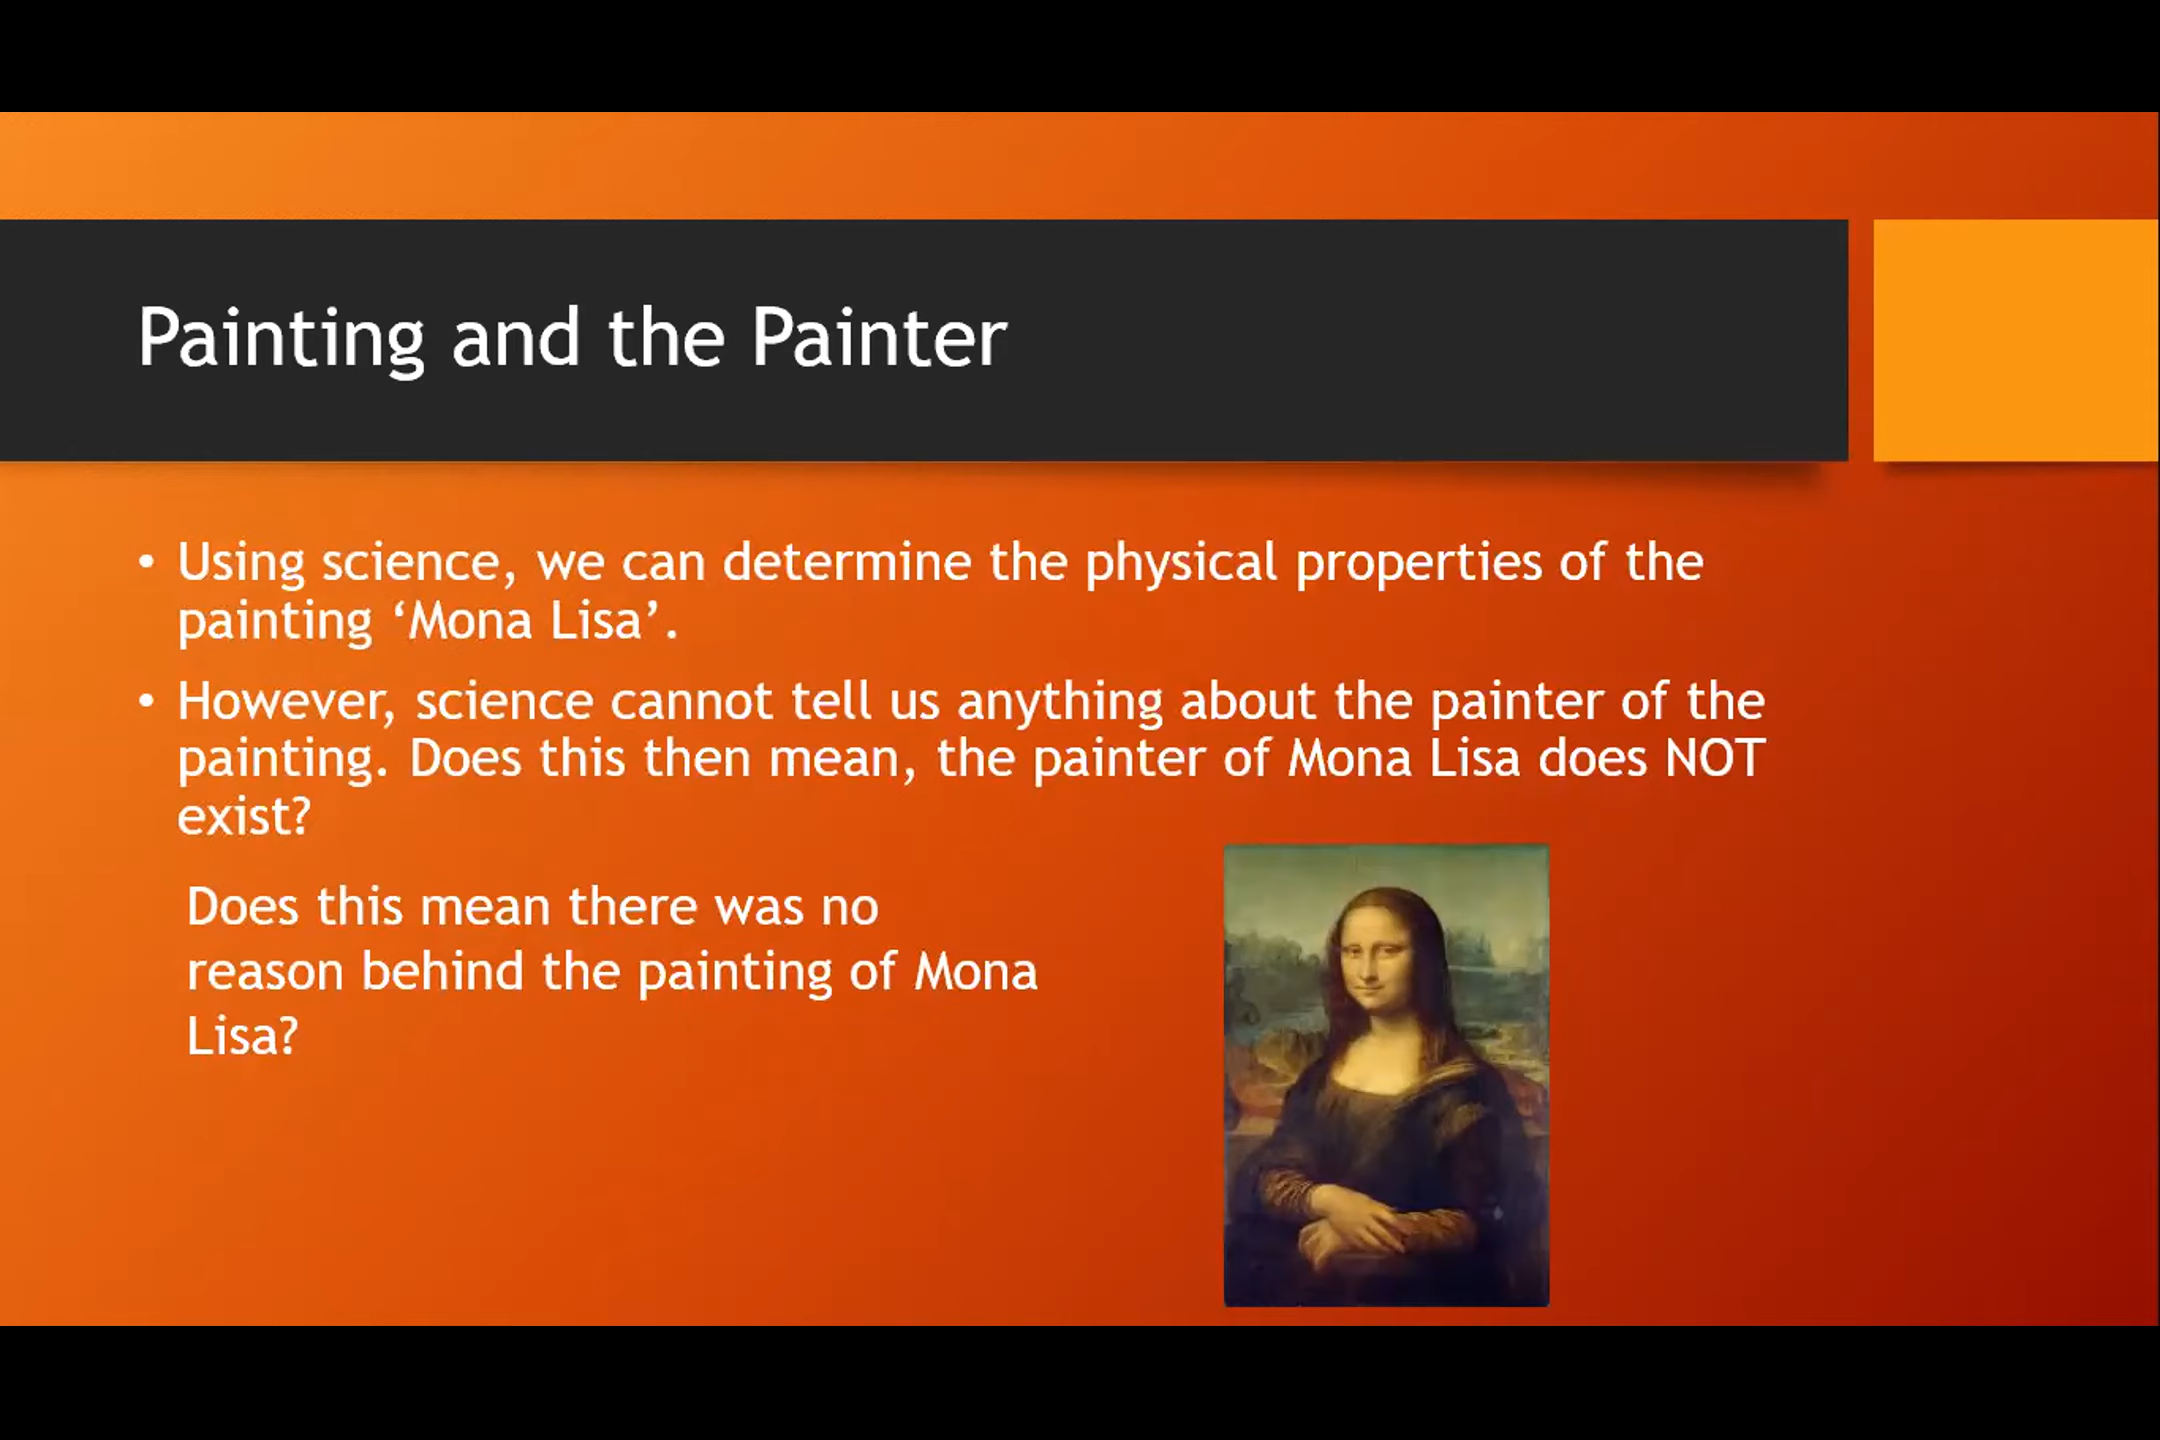 Painting and the Painter
• Using science, we can determine the physical properties of the
painting ‘Mona Lisa’.
• However, science cannot tell us anything about the painter of the
painting. Does this then mean, the painter of Mona Lisa does NOT
exist?
Does this mean there was no
reason behind the painting of Mona
Lisa?